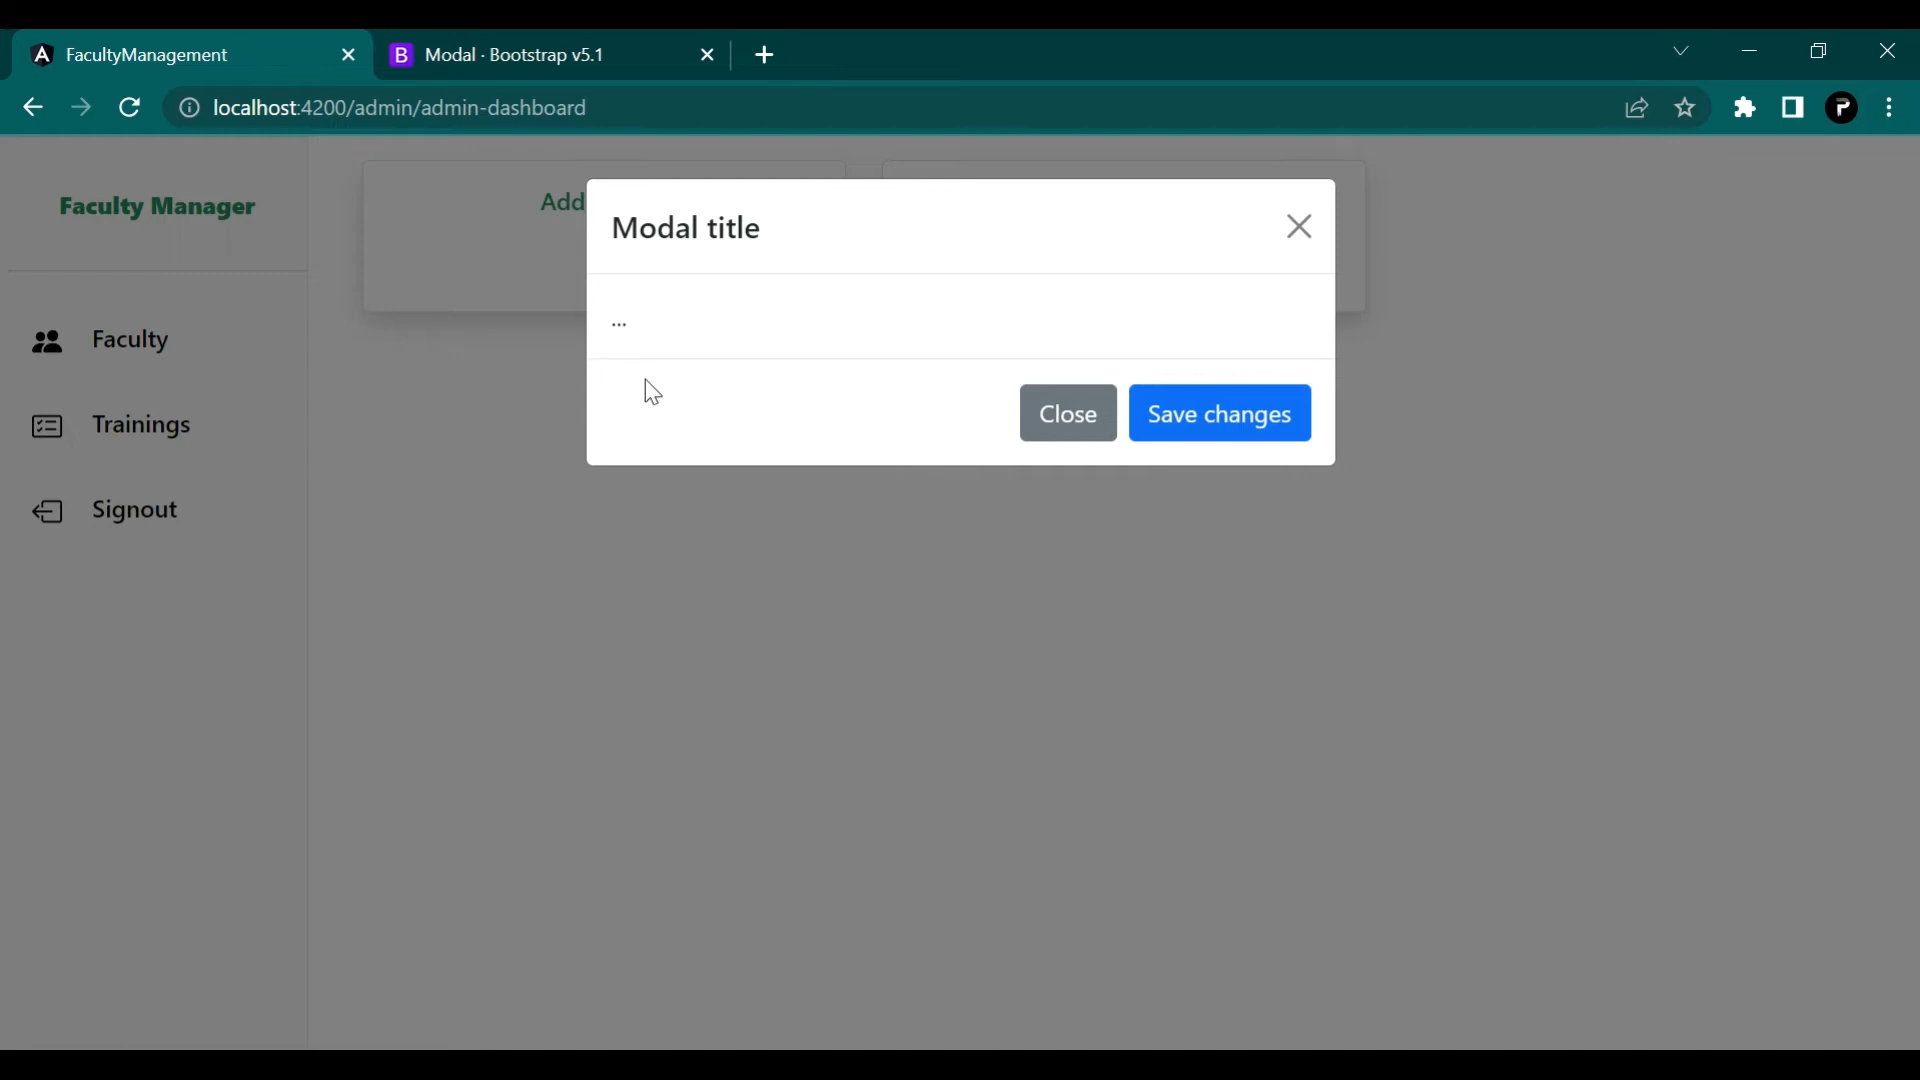 FacultyManagement
Modal · Bootstrap v5.1
localhost:4200/admin/admin-dashboard
Faculty Manager
Add
Modal title
...
Faculty
Trainings
Signout
Close
Save changes